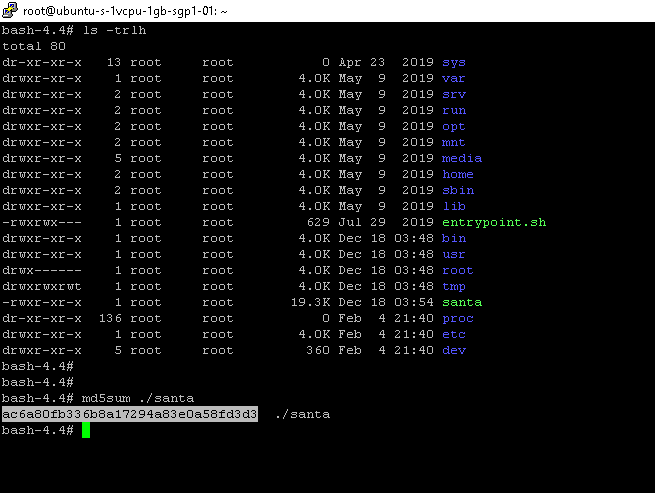 root@ubuntu-s-1vcpu-1gb-sgp1-01: ~
bash-4.4# ls -trlh
total 80
dr-xr-xr-x 13 root root 0 Apr 23 2019 sys
drwxr-xr-x 1 root root 4.0K May 9 2019 var
drwxr-xr-x 2 root root 4.0K May 9 2019 srv
drwxr-xr-x 2 root root 4.0K May 9 2019 run
drwxr-xr-x 2 root root 4.0K May 9 2019 opt
drwxr-xr-x 2 root root 4.0K May 9 2019 mnt
drwxr-xr-x 5 root root 4.0K May 9 2019 media
drwxr-xr-x 2 root root 4.0K May 9 2019 home
drwxr-xr-x 2 root root 4.0K May 9 2019 sbin
drwxr-xr-x 1 root root 4.0K May 9 2019 lib
-rwxrwx--- 1 root root 629 Jul 29 2019 entrypoint.sh
drwxr-xr-x 1 root root 4.0K Dec 18 03:48 bin
drwxr-xr-x 1 root root 4.0K Dec 18 03:48 usr
drwx------ 1 root root 4.0K Dec 18 03:48 root
drwxrwxrwt 1 root root 4.0K Dec 18 03:48 tmp
-rwxr-xr-x 1 root root 19.3K Dec 18 03:54 santa
dr-xr-xr-x 136 root root 0 Feb 4 21:40 proc
drwxr-xr-x 1 root root 4.0K Feb 4 21:40 etc
drwxr-xr-x 5 root root 360 Feb 4 21:40 dev
bash-4.4#
bash-4.4#
bash-4.4# md5sum ./santa
ac6a80fb336b8a17294a83e0a58fd3d3 ./santa
bash-4.4#